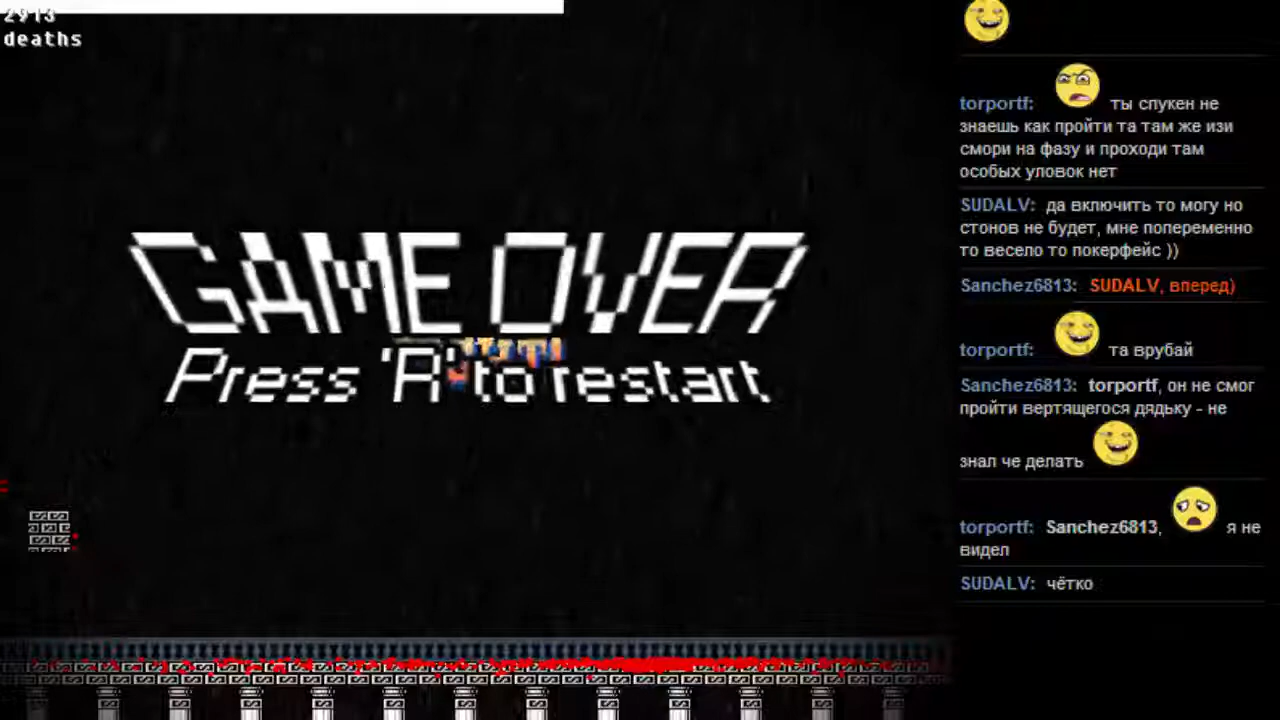 2913
deaths
GAME OVER
Press 'R' to restart
torportf: ты спукен не
знаешь как пройти та там же изи
смори на фазу и проходи там
особых уловок нет
SUDALV: да включить то могу но
стонов не будет, мне попеременно
то весело то покерфейс ))
Sanchez6813: SUDALV, вперед)
torportf: та врубай
Sanchez6813: torportf, он не смог
пройти вертящегося дядьку - не
знал че делать
torportf: Sanchez6813, я не
видел
SUDALV: чётко